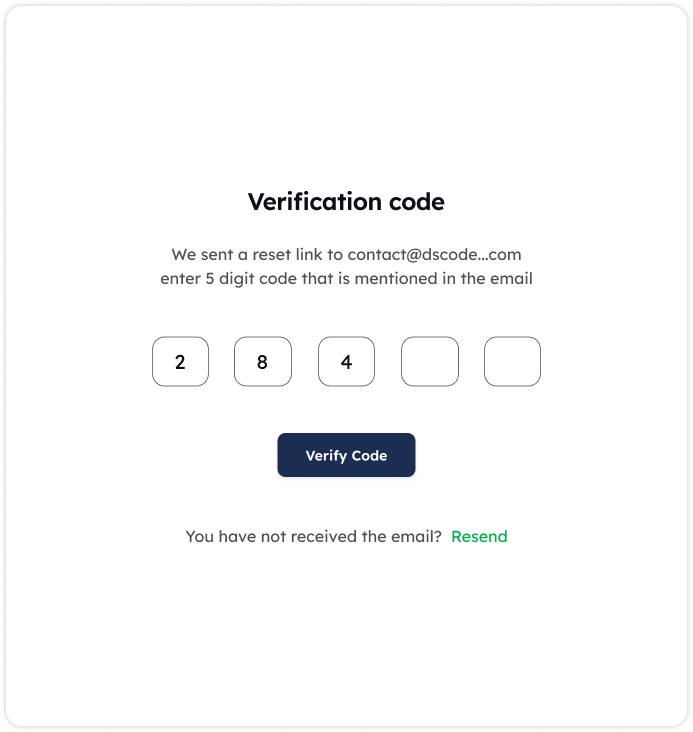 Verification code
We sent a reset link to contact@dscode...com
enter 5 digit code that is mentioned in the email
2 8 4
Verify Code
You have not received the email? Resend